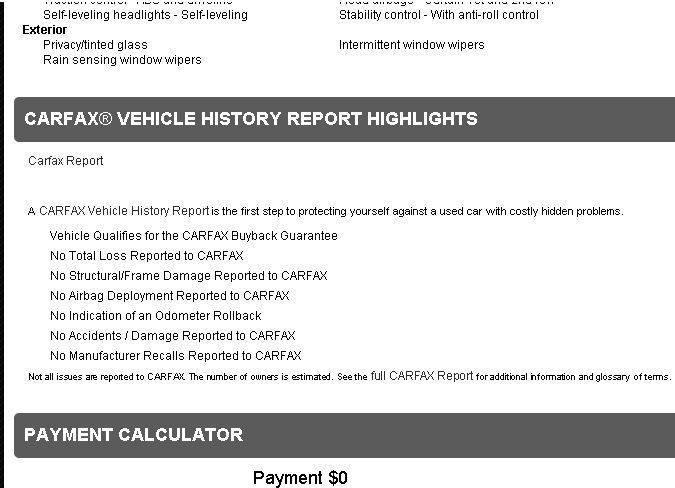 Self-leveling headlights - Self-leveling
Stability control - With anti-roll control
Exterior
Privacy/tinted glass
Intermittent window wipers
Rain sensing window wipers
CARFAX® VEHICLE HISTORY REPORT HIGHLIGHTS
Carfax Report
A CARFAX Vehicle History Report is the first step to protecting yourself against a used car with costly hidden problems.
Vehicle Qualifies for the CARFAX Buyback Guarantee
No Total Loss Reported to CARFAX
No Structural/Frame Damage Reported to CARFAX
No Airbag Deployment Reported to CARFAX
No Indication of an Odometer Rollback
No Accidents / Damage Reported to CARFAX
No Manufacturer Recalls Reported to CARFAX
Not all issues are reported to CARFAX. The number of owners is estimated. See the full CARFAX Report for additional information and glossary of terms.
PAYMENT CALCULATOR
Payment $0